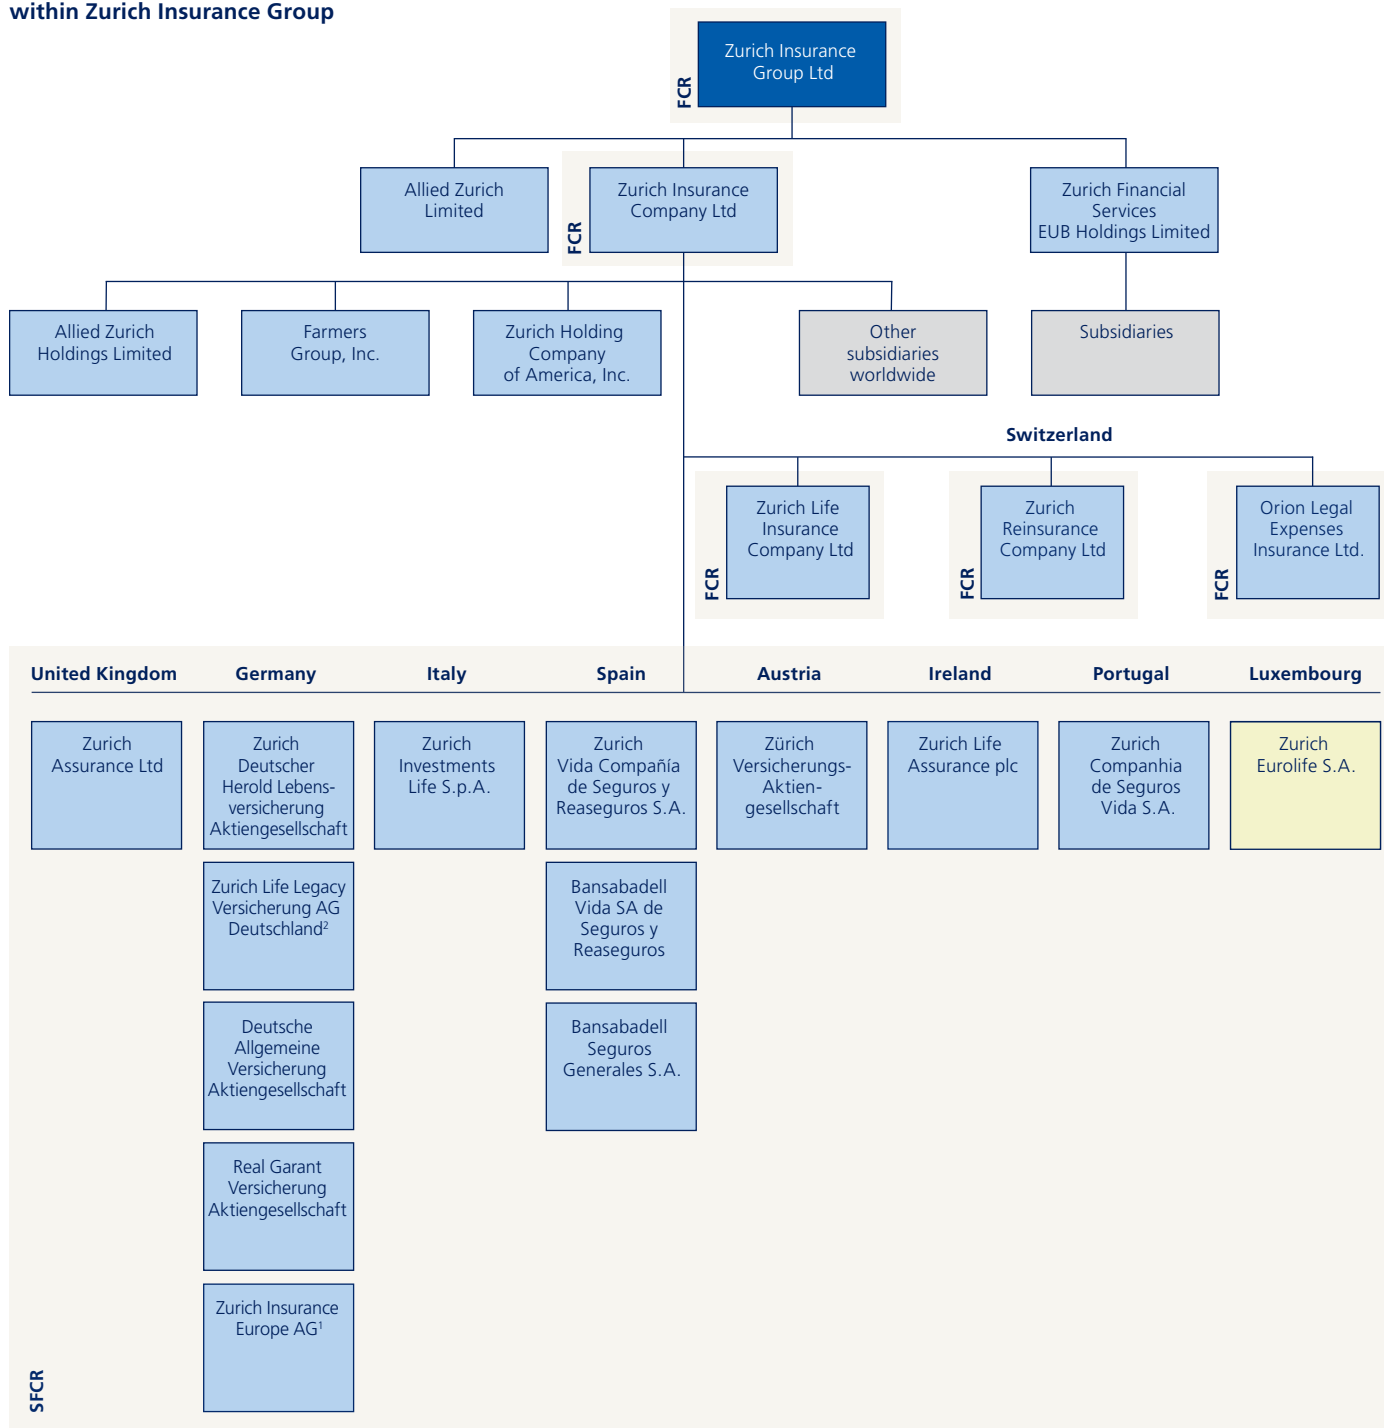 within Zurich Insurance Group
Zurich Insurance
Group Ltd
FCR
Allied Zurich
Limited
Zurich Insurance
Company Ltd
FCR
Zurich Financial
Services
EUB Holdings Limited
Allied Zurich
Holdings Limited
Farmers
Group, Inc.
Zurich Holding
Company
of America, Inc.
Other
subsidiaries
worldwide
Subsidiaries
Switzerland
Zurich Life
Insurance
Company Ltd
FCR
Zurich
Reinsurance
Company Ltd
FCR
Orion Legal
Expenses
Insurance Ltd.
FCR
United Kingdom
Germany
Italy
Spain
Austria
Ireland
Portugal
Luxembourg
Zurich
Assurance Ltd
Zurich
Deutscher
Herold Lebens-
versicherung
Aktiengesellschaft
Zurich
Investments
Life S.p.A.
Zurich
Vida Compañía
de Seguros y
Reaseguros S.A.
Zürich
Versicherungs-
Aktien-
gesellschaft
Zurich Life
Assurance plc
Zurich
Companhia
de Seguros
Vida S.A.
Zurich
Eurolife S.A.
Zurich Life Legacy
Versicherung AG
Deutschland²
Bansabadell
Vida SA de
Seguros y
Reaseguros
Deutsche
Allgemeine
Versicherung
Aktiengesellschaft
Bansabadell
Seguros
Generales S.A.
Real Garant
Versicherung
Aktiengesellschaft
Zurich Insurance
Europe AG¹
SFCR